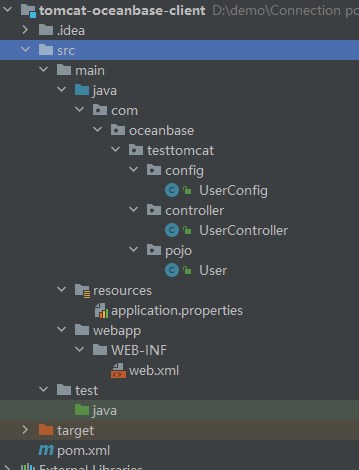 tomcat-oceanbase-client D:\demo\Connection po
.idea
src
main
java
com
oceanbase
testtomcat
config
UserConfig
controller
UserController
pojo
User
resources
application.properties
webapp
WEB-INF
web.xml
test
java
target
pom.xml
External Libraries